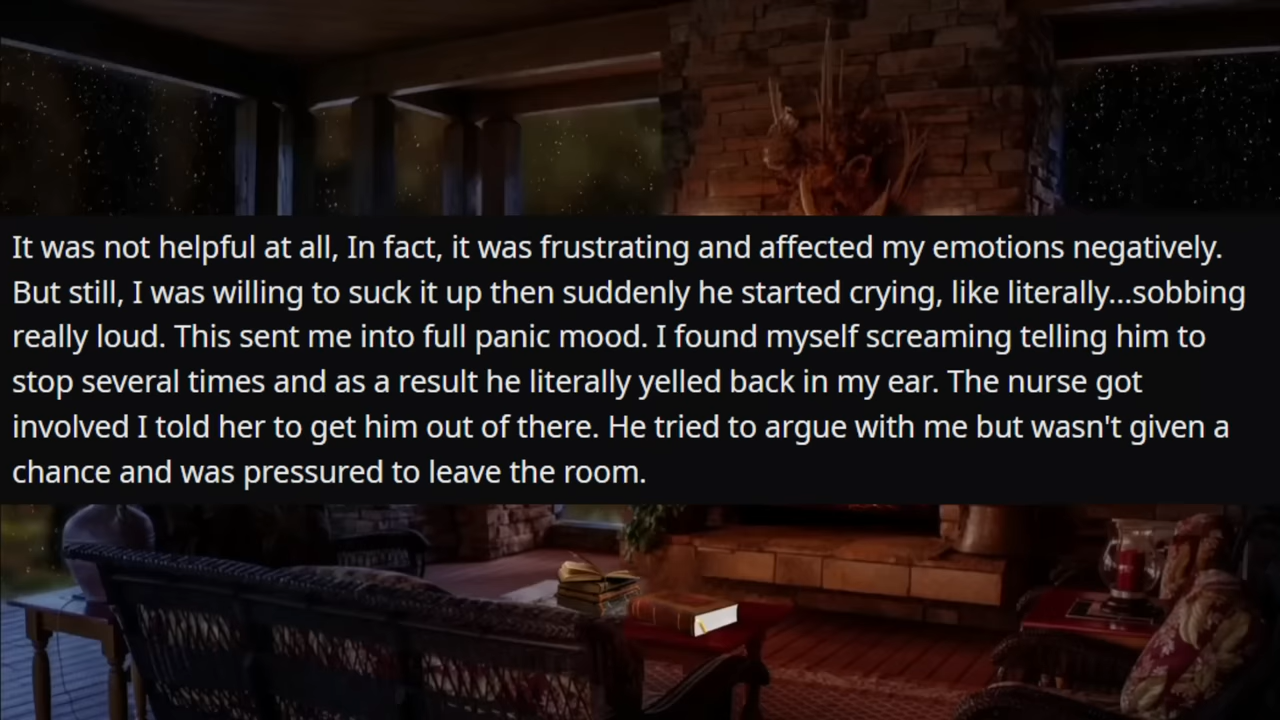 It was not helpful at all, In fact, it was frustrating and affected my emotions negatively.
But still, I was willing to suck it up then suddenly he started crying, like literally...sobbing
really loud. This sent me into full panic mood. I found myself screaming telling him to
stop several times and as a result he literally yelled back in my ear. The nurse got
involved I told her to get him out of there. He tried to argue with me but wasn't given a
chance and was pressured to leave the room.